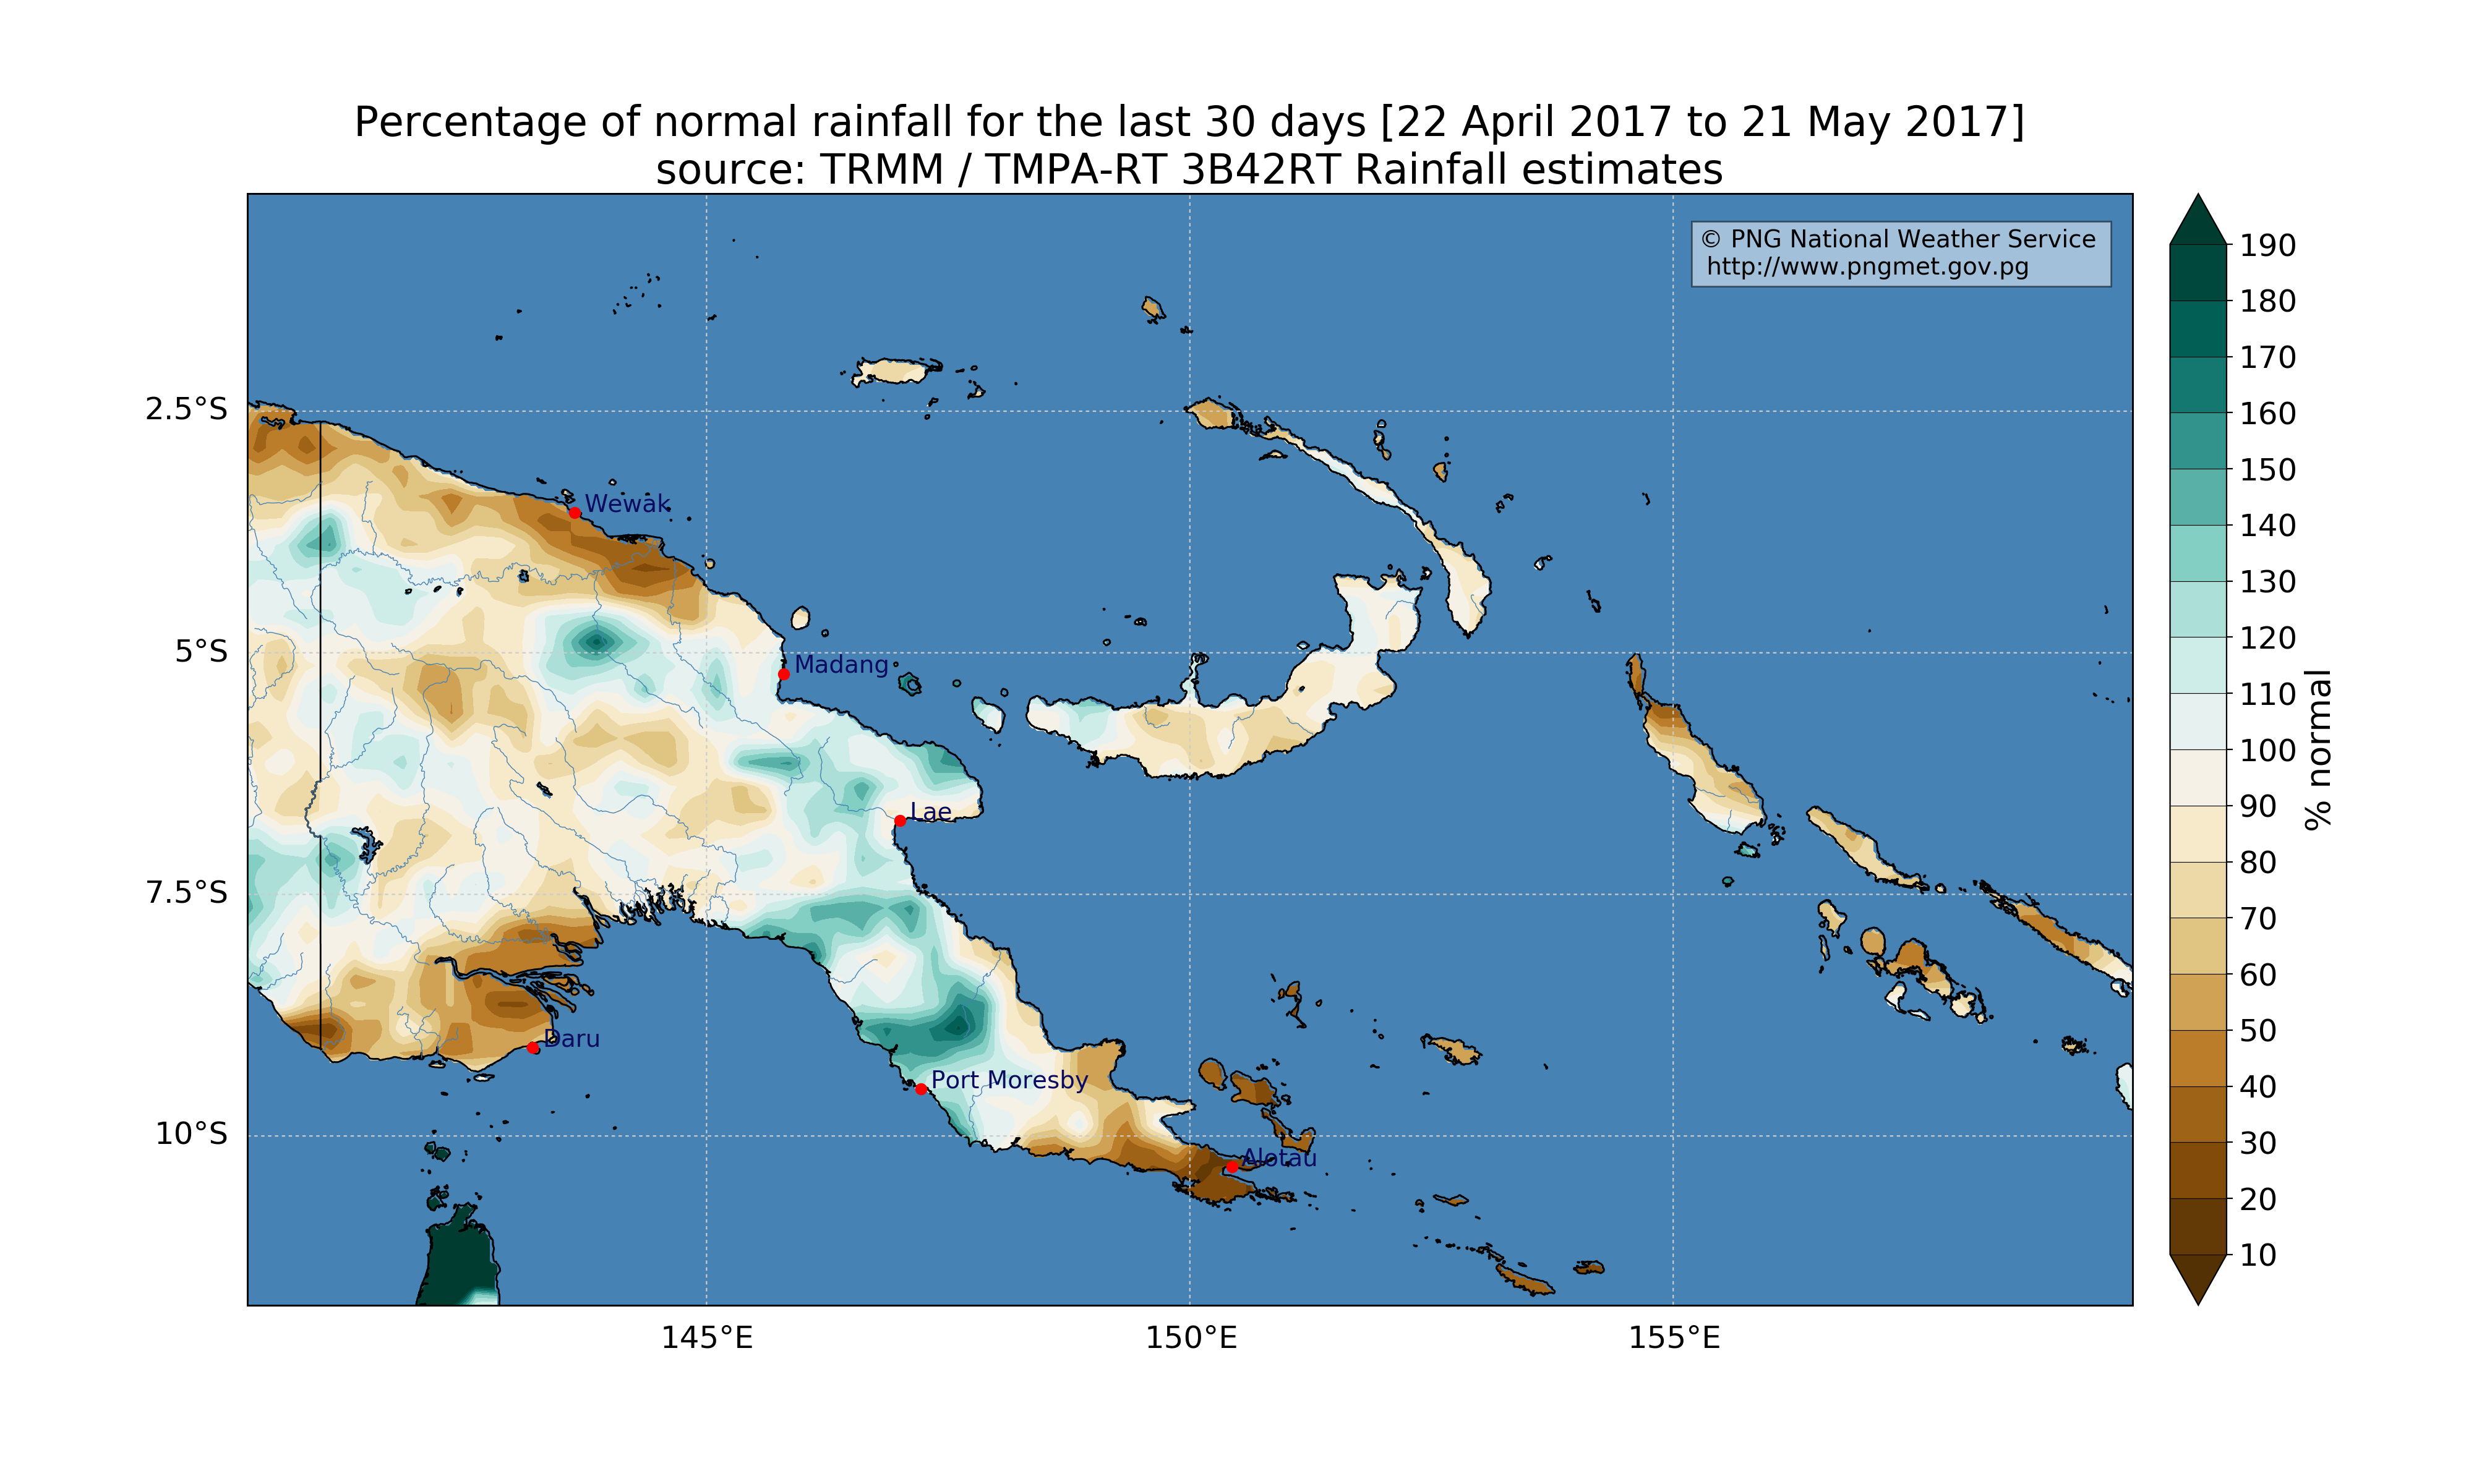 Percentage of normal rainfall for the last 30 days [22 April 2017 to 21 May 2017]
source: TRMM / TMPA-RT 3B42RT Rainfall estimates
© PNG National Weather Service
http://www.pngmet.gov.pg
190
180
170
160
150
140
130
120
110
100
90
80
70
60
50
40
30
20
10
% normal
2.5°S
5°S
7.5°S
10°S
Wewak
Madang
Lae
Daru
Port Moresby
Alotau
145°E
150°E
155°E